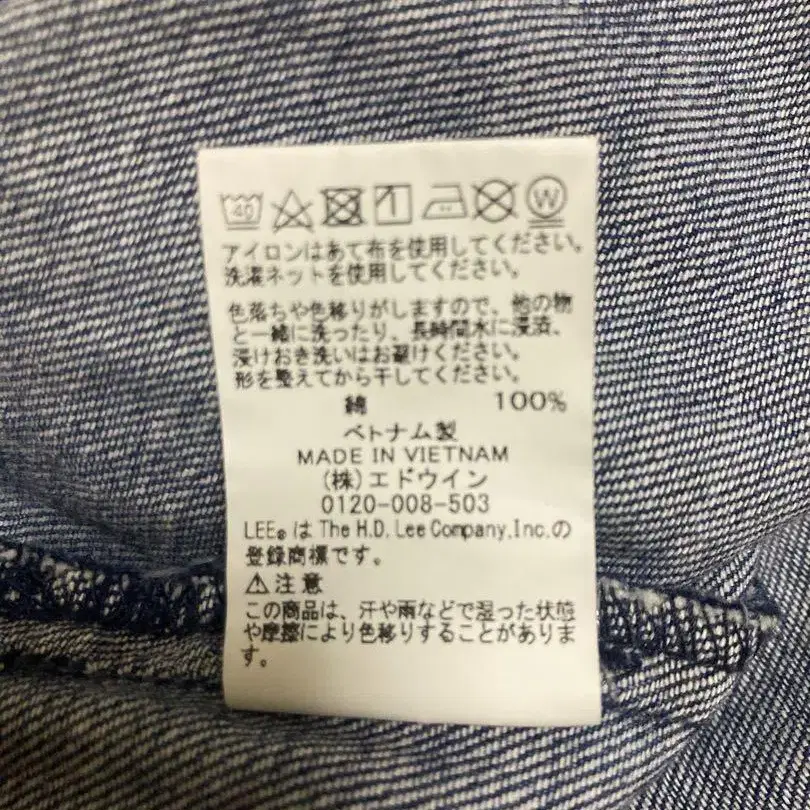 40 W
アイロンはあて布を使用してください。
洗濯ネットを使用してください。
色落ちや色移りがしますので、他の物
と一緒に洗ったり、長時間水に浸漬、
浸けおき洗いはお避けください。
形を整えてから干してください。
綿 100%
ベトナム製
MADE IN VIETNAM
(株)エドウイン
0120-008-503
LEE® は The H.D. Lee Company, Inc. の
登録商標です。
⚠注意
この商品は、汗や雨などで湿った状態
や摩擦により色移りすることがありま
す。